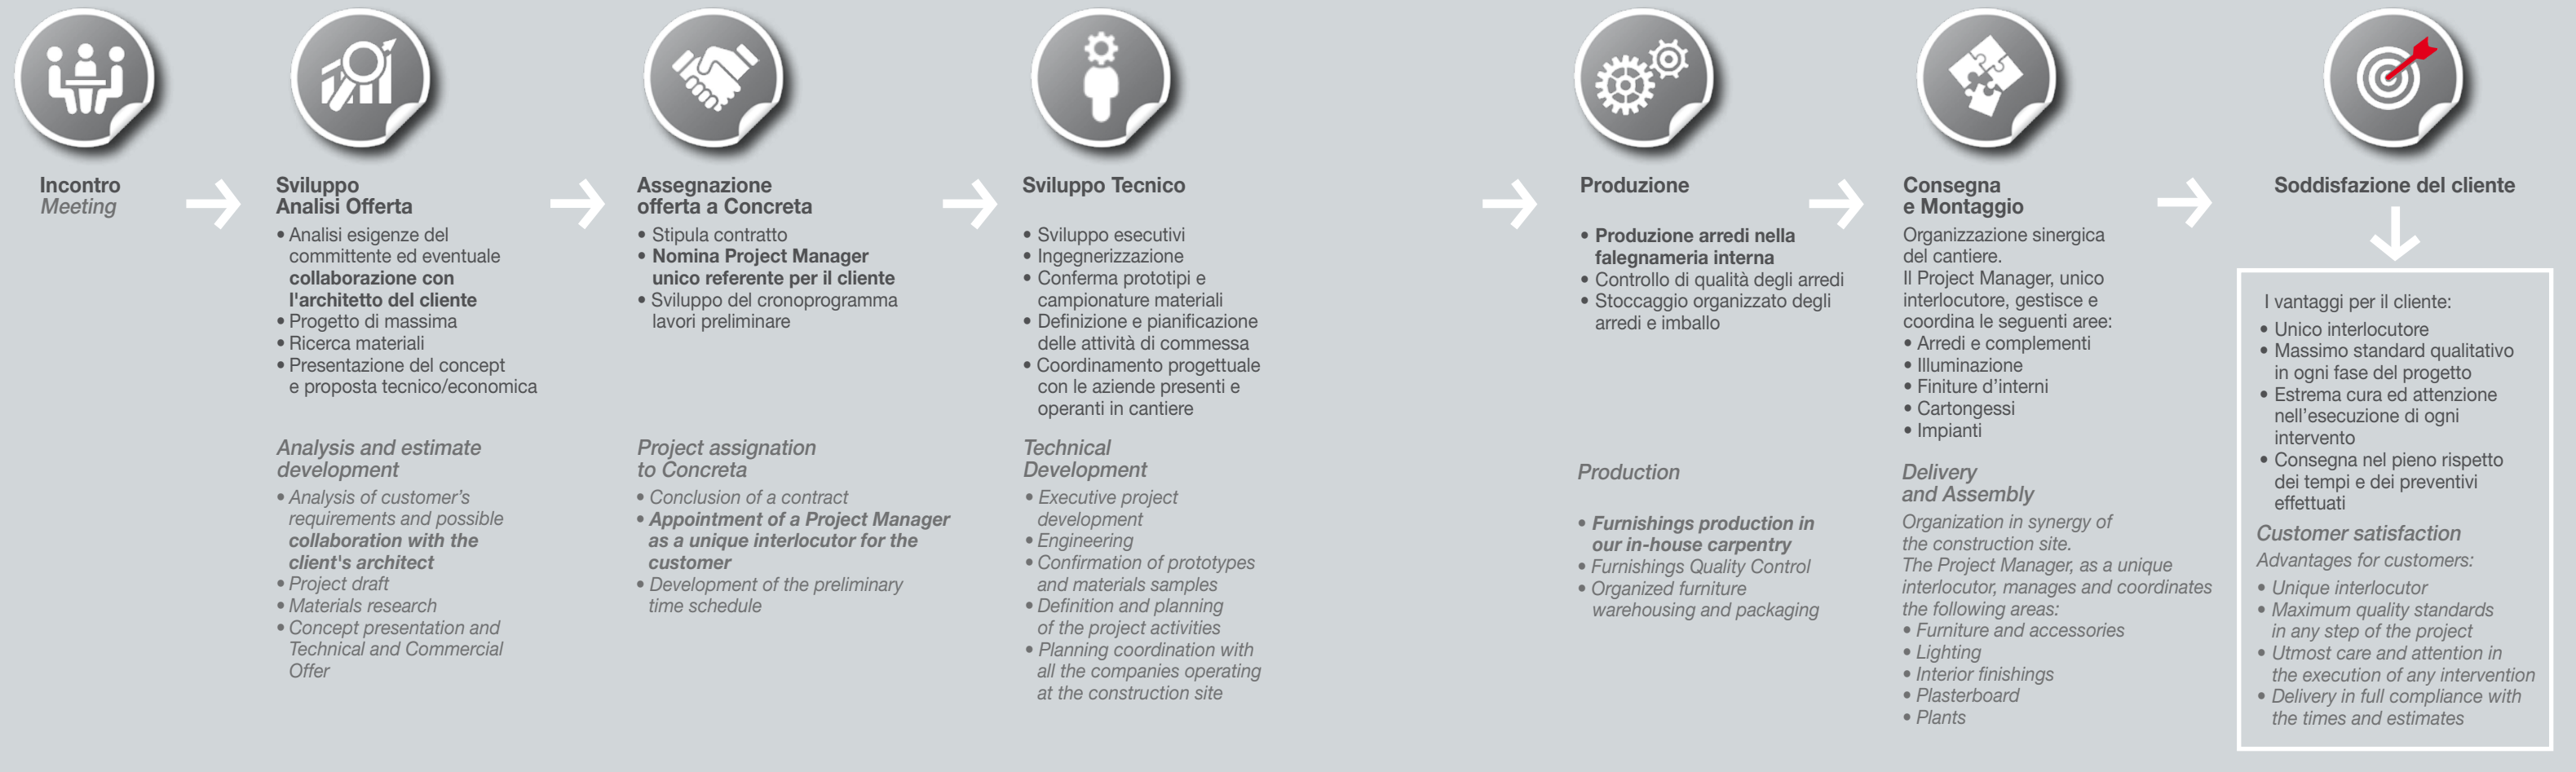 Incontro
Meeting
Sviluppo
Analisi Offerta
• Analisi esigenze del
committente ed eventuale
collaborazione con
l'architetto del cliente
• Progetto di massima
• Ricerca materiali
• Presentazione del concept
e proposta tecnico/economica
Analysis and estimate
development
• Analysis of customer's
requirements and possible
collaboration with the
client's architect
• Project draft
• Materials research
• Concept presentation and
Technical and Commercial
Offer
Assegnazione
offerta a Concreta
• Stipula contratto
• Nomina Project Manager
unico referente per il cliente
• Sviluppo del cronoprogramma
lavori preliminare
Project assignation
to Concreta
• Conclusion of a contract
• Appointment of a Project Manager
as a unique interlocutor for the
customer
• Development of the preliminary
time schedule
Sviluppo Tecnico
• Sviluppo esecutivi
• Ingegnerizzazione
• Conferma prototipi e
campionature materiali
• Definizione e pianificazione
delle attività di commessa
• Coordinamento progettuale
con le aziende presenti e
operanti in cantiere
Technical
Development
• Executive project
development
• Engineering
• Confirmation of prototypes
and materials samples
• Definition and planning
of the project activities
• Planning coordination with
all the companies operating
at the construction site
Produzione
• Produzione arredi nella
falegnameria interna
• Controllo di qualità degli arredi
• Stoccaggio organizzato degli
arredi e imballo
Production
• Furnishings production in
our in-house carpentry
• Furnishings Quality Control
• Organized furniture
warehousing and packaging
Consegna
e Montaggio
Organizzazione sinergica
del cantiere.
Il Project Manager, unico
interlocutore, gestisce e
coordina le seguenti aree:
• Arredi e complementi
• Illuminazione
• Finiture d'interni
• Cartongessi
• Impianti
Delivery
and Assembly
Organization in synergy of
the construction site.
The Project Manager, as a unique
interlocutor, manages and coordinates
the following areas:
• Furniture and accessories
• Lighting
• Interior finishings
• Plasterboard
• Plants
Soddisfazione del cliente
I vantaggi per il cliente:
• Unico interlocutore
• Massimo standard qualitativo
in ogni fase del progetto
• Estrema cura ed attenzione
nell'esecuzione di ogni
intervento
• Consegna nel pieno rispetto
dei tempi e dei preventivi
effettuati
Customer satisfaction
Advantages for customers:
• Unique interlocutor
• Maximum quality standards
in any step of the project
• Utmost care and attention in
the execution of any intervention
• Delivery in full compliance with
the times and estimates